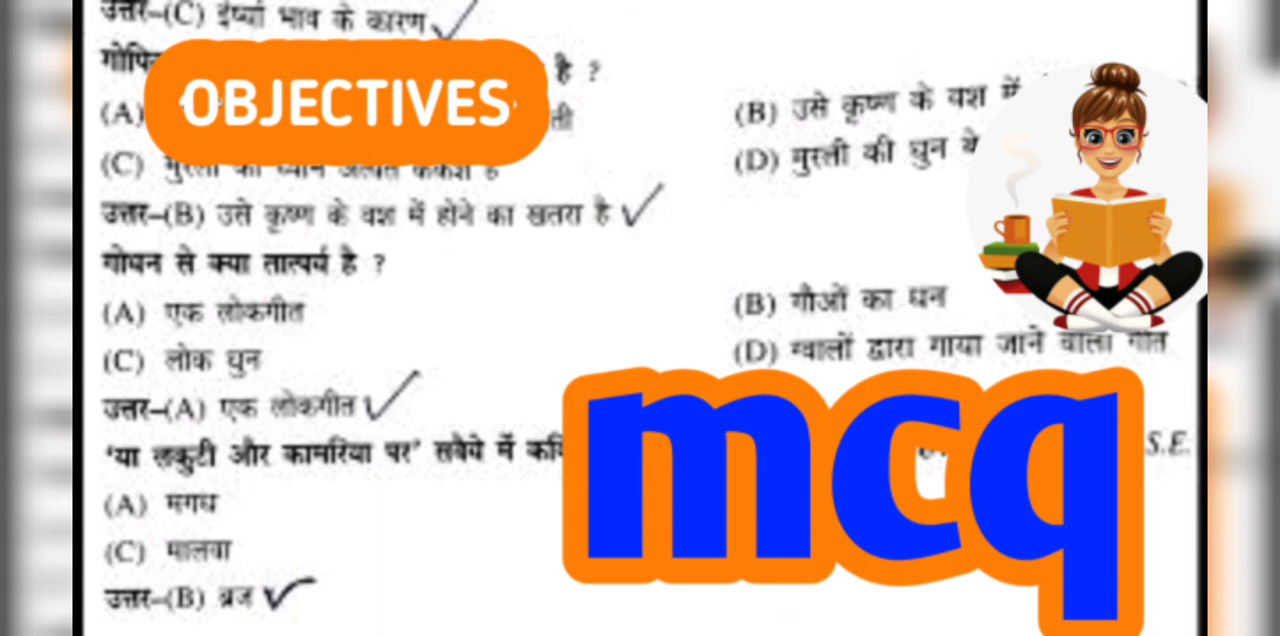 उत्तर–(C) ईर्ष्या भाव के कारण
है ?
OBJECTIVES
(A)
(B) उसे कृष्ण के वश में
(C) मुरली
(D) मुरली की धुन
उत्तर–(B) उसे कृष्ण के वश में होने का खतरा है
गोधन से क्या तात्पर्य है ?
(A) एक लोकगीत
(B) गौओं का धन
(C) लोक धुन
(D) ग्वालों द्वारा गाया जाने वाला गीत
उत्तर–(A) एक लोकगीत
‘या लकुटी और कामरिया पर’ सवैये में
S.E.
mcq
(A) मगध
(C) मालवा
उत्तर–(B) ब्रज